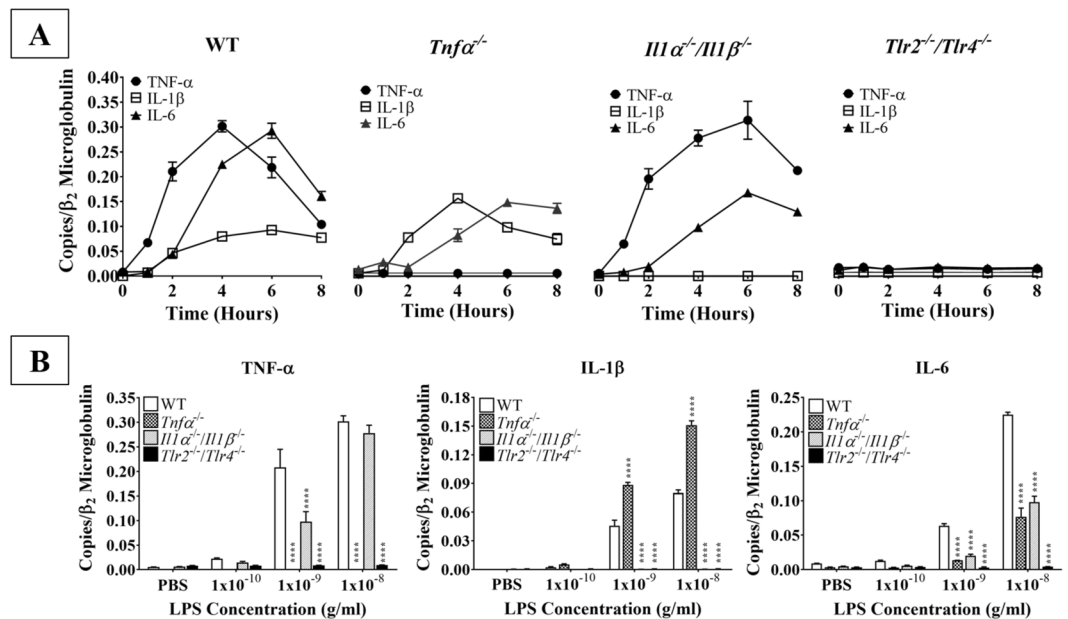 A
WT
Tnfα-/-
Il1α-/-/Il1β-/-
Tlr2-/-/Tlr4-/-
Copies/β2 Microglobulin
0.40
0.30
0.20
0.15
0.10
0.05
0.00
TNF-α
IL-1β
IL-6
0 2 4 6 8
Time (Hours)
TNF-α
IL-1β
IL-6
0 2 4 6 8
Time (Hours)
TNF-α
IL-1β
IL-6
0 2 4 6 8
Time (Hours)
TNF-α
IL-1β
IL-6
0 2 4 6 8
Time (Hours)
B
TNF-α
Copies/β2 Microglobulin
0.35
0.30
0.25
0.20
0.15
0.10
0.05
0.00
WT
Tnfα-/-
Il1α-/-/Il1β-/-
Tlr2-/-/Tlr4-/-
**** **** **** **** ****
PBS 1x10-10 1x10-9 1x10-8
LPS Concentration (g/ml)
IL-1β
Copies/β2 Microglobulin
0.18
0.15
0.12
0.09
0.06
0.03
0.00
WT
Tnfα-/-
Il1α-/-/Il1β-/-
Tlr2-/-/Tlr4-/-
**** **** **** **** **** ****
PBS 1x10-10 1x10-9 1x10-8
LPS Concentration (g/ml)
IL-6
Copies/β2 Microglobulin
0.25
0.20
0.15
0.10
0.05
0.00
WT
Tnfα-/-
Il1α-/-/Il1β-/-
Tlr2-/-/Tlr4-/-
**** **** **** **** **** ****
PBS 1x10-10 1x10-9 1x10-8
LPS Concentration (g/ml)